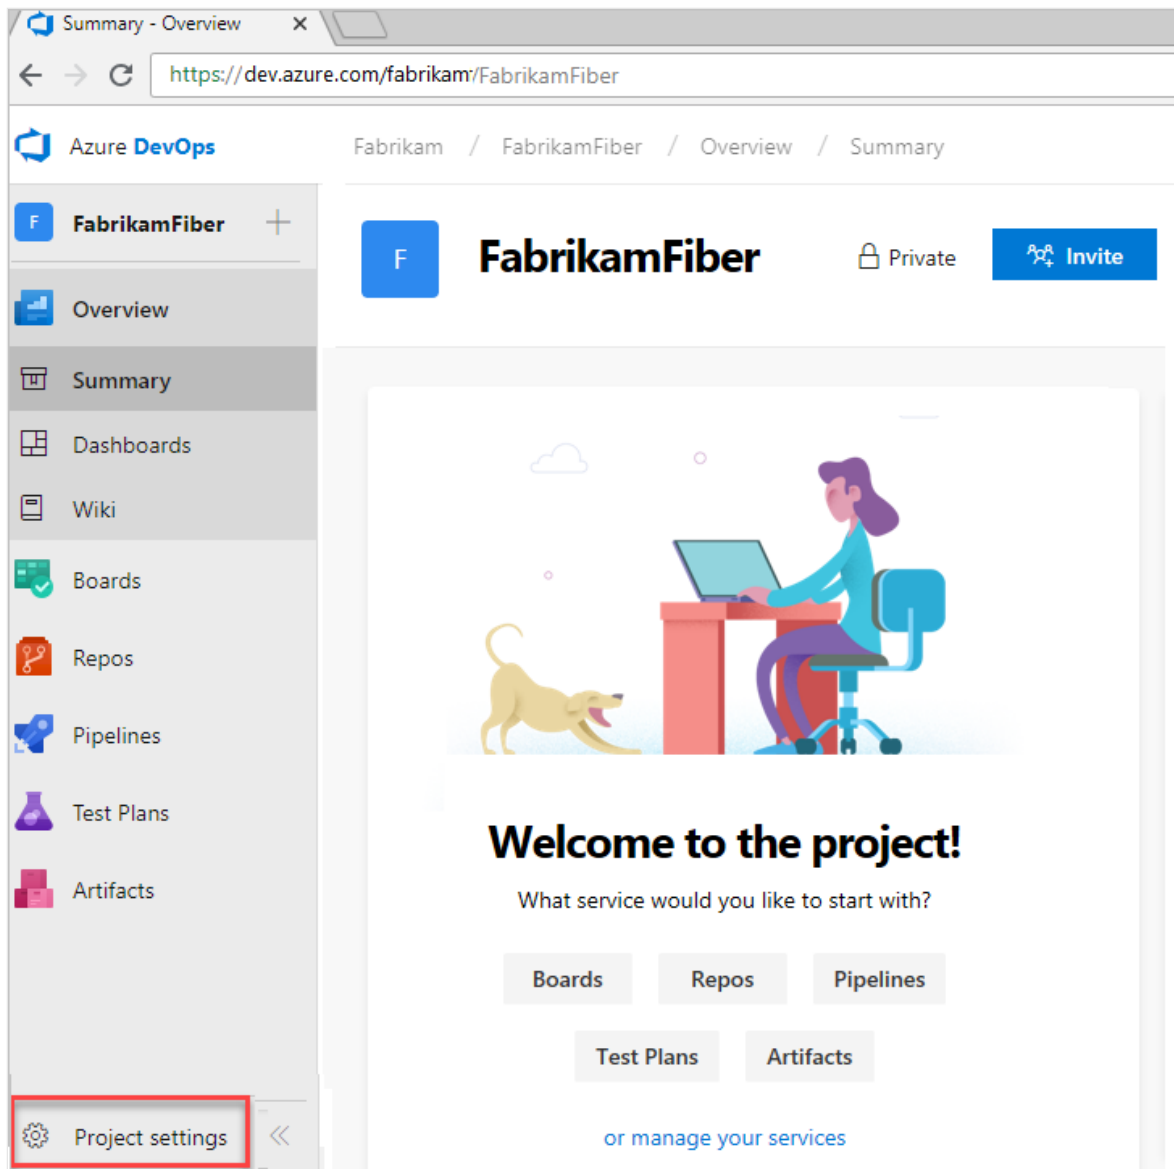 Summary - Overview
https://dev.azure.com/fabrikam/FabrikamFiber
Azure DevOps
Fabrikam / FabrikamFiber / Overview / Summary
F
FabrikamFiber
F
FabrikamFiber
Private
Invite
Overview
Summary
Dashboards
Wiki
Boards
Repos
Pipelines
Test Plans
Artifacts
Welcome to the project!
What service would you like to start with?
Boards Repos Pipelines
Test Plans Artifacts
or manage your services
Project settings